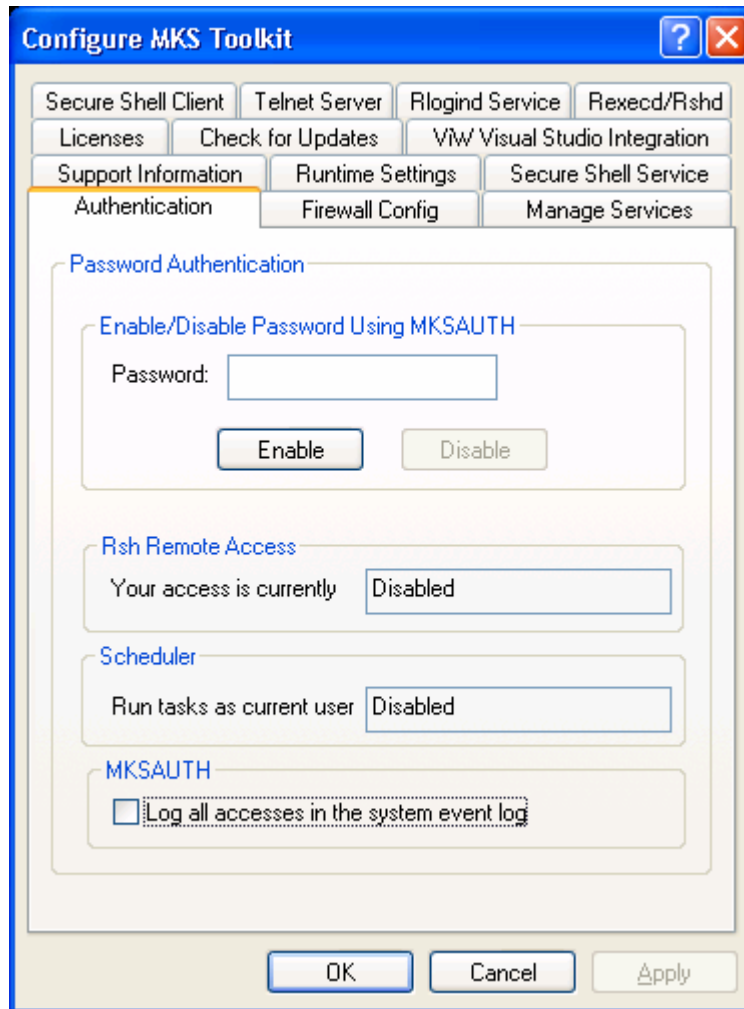 Configure MKS Toolkit
Secure Shell Client Telnet Server Rlogind Service Rexecd/Rshd
Licenses Check for Updates ViW Visual Studio Integration
Support Information Runtime Settings Secure Shell Service
Authentication Firewall Config Manage Services
Password Authentication
Enable/Disable Password Using MKSAUTH
Password:
Enable Disable
Rsh Remote Access
Your access is currently Disabled
Scheduler
Run tasks as current user Disabled
MKSAUTH
Log all accesses in the system event log
OK Cancel Apply